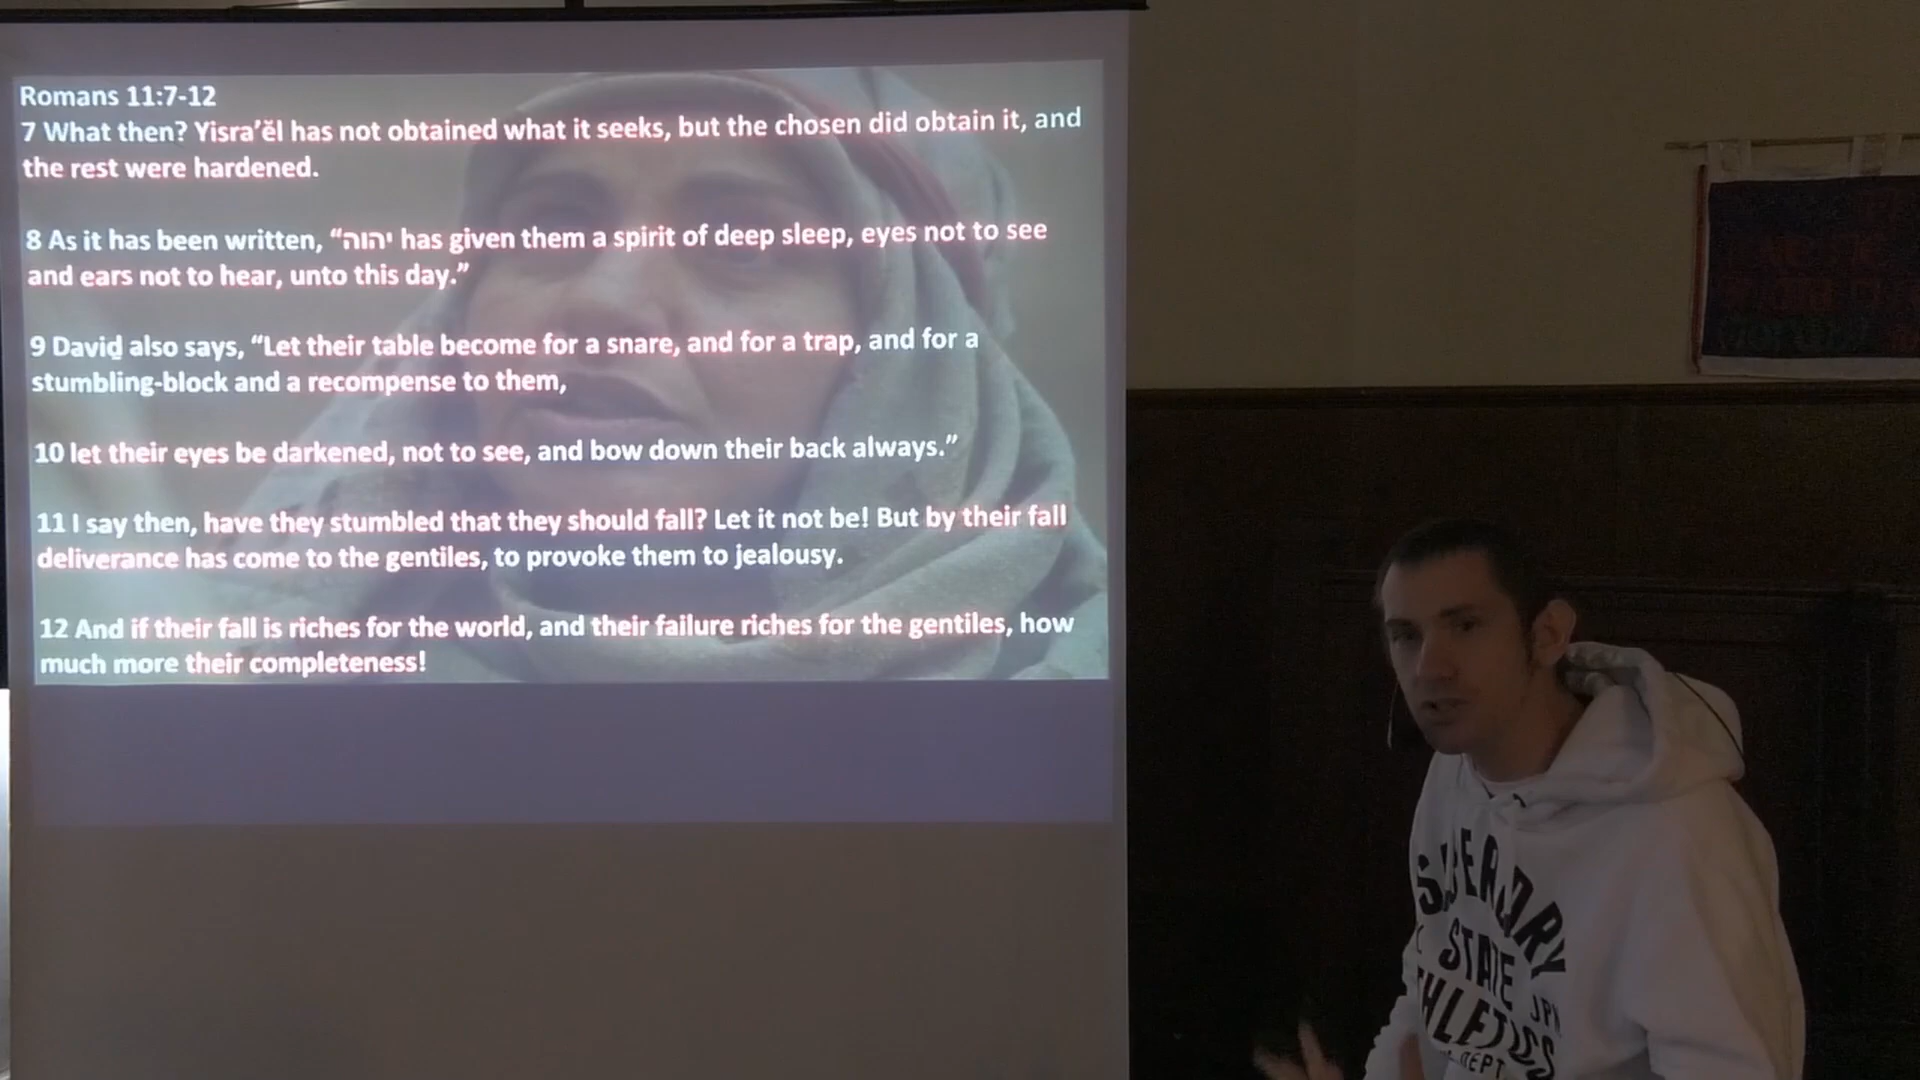 Romans 11:7-12
7 What then? Yisra’ĕl has not obtained what it seeks, but the chosen did obtain it, and
the rest were hardened.
8 As it has been written, “יהוה has given them a spirit of deep sleep, eyes not to see
and ears not to hear, unto this day.”
9 Daviḏ also says, “Let their table become for a snare, and for a trap, and for a
stumbling-block and a recompense to them,
10 let their eyes be darkened, not to see, and bow down their back always.”
11 I say then, have they stumbled that they should fall? Let it not be! But by their fall
deliverance has come to the gentiles, to provoke them to jealousy.
12 And if their fall is riches for the world, and their failure riches for the gentiles, how
much more their completeness!
SUPERDRY
STATE
ATHLETICS
JPN
DEPT